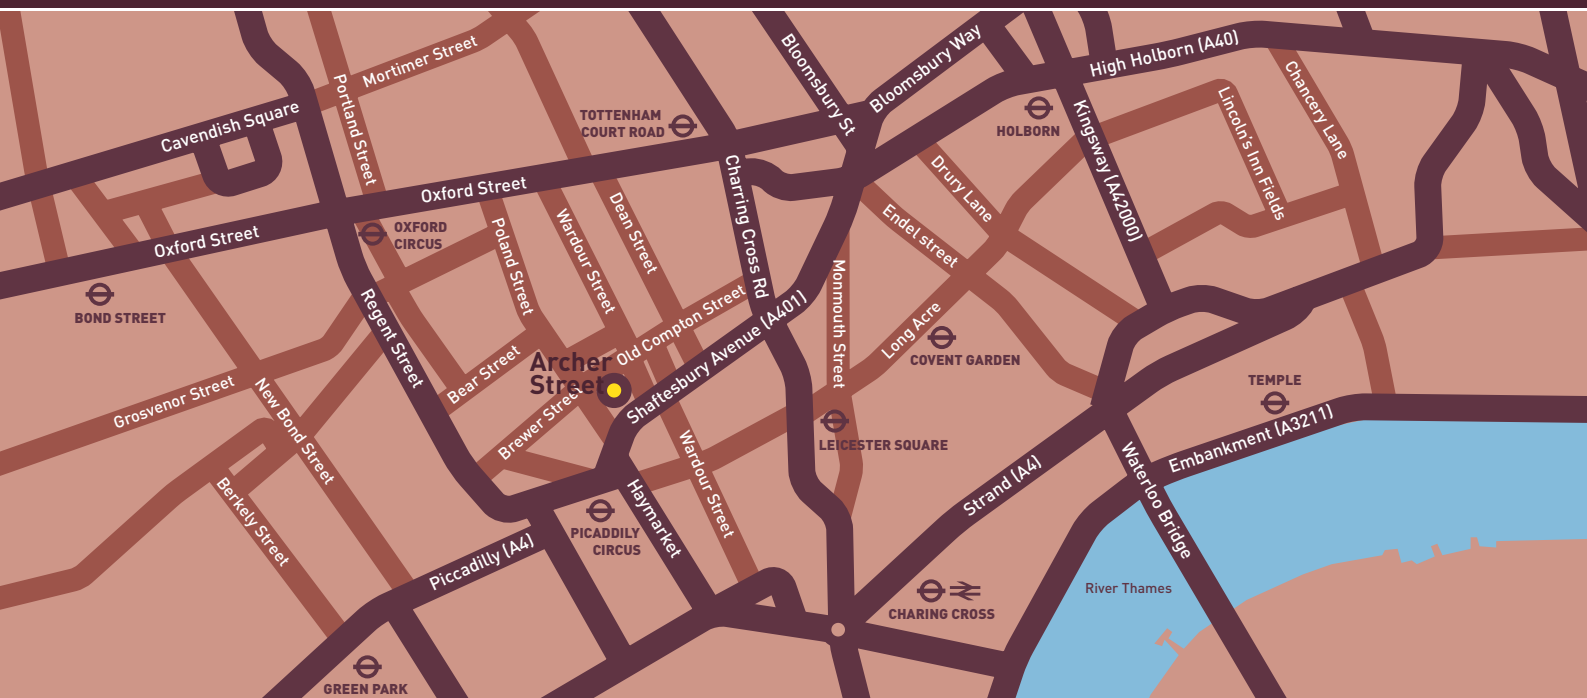 Mortimer Street
Portland Street
Cavendish Square
TOTTENHAM
COURT ROAD
Bloomsbury St
Bloomsbury Way
High Holborn (A40)
HOLBORN
Kingsway (A42000)
Lincoln's Inn Fields
Chancery Lane
Oxford Street
Oxford Street
OXFORD
CIRCUS
Poland Street
Wardour Street
Dean Street
Charring Cross Rd
Drury Lane
Endel street
Monmouth Street
Long Acre
COVENT GARDEN
BOND STREET
Regent Street
Old Compton Street
Shaftesbury Avenue (A401)
Archer
Street
Bear Street
Brewer Street
Grosvenor Street
New Bond Street
Berkely Street
TEMPLE
Embankment (A3211)
LEICESTER SQUARE
Wardour Street
Haymarket
Strand (A4)
Waterloo Bridge
PICADDILY
CIRCUS
Piccadilly (A4)
CHARING CROSS
River Thames
GREEN PARK